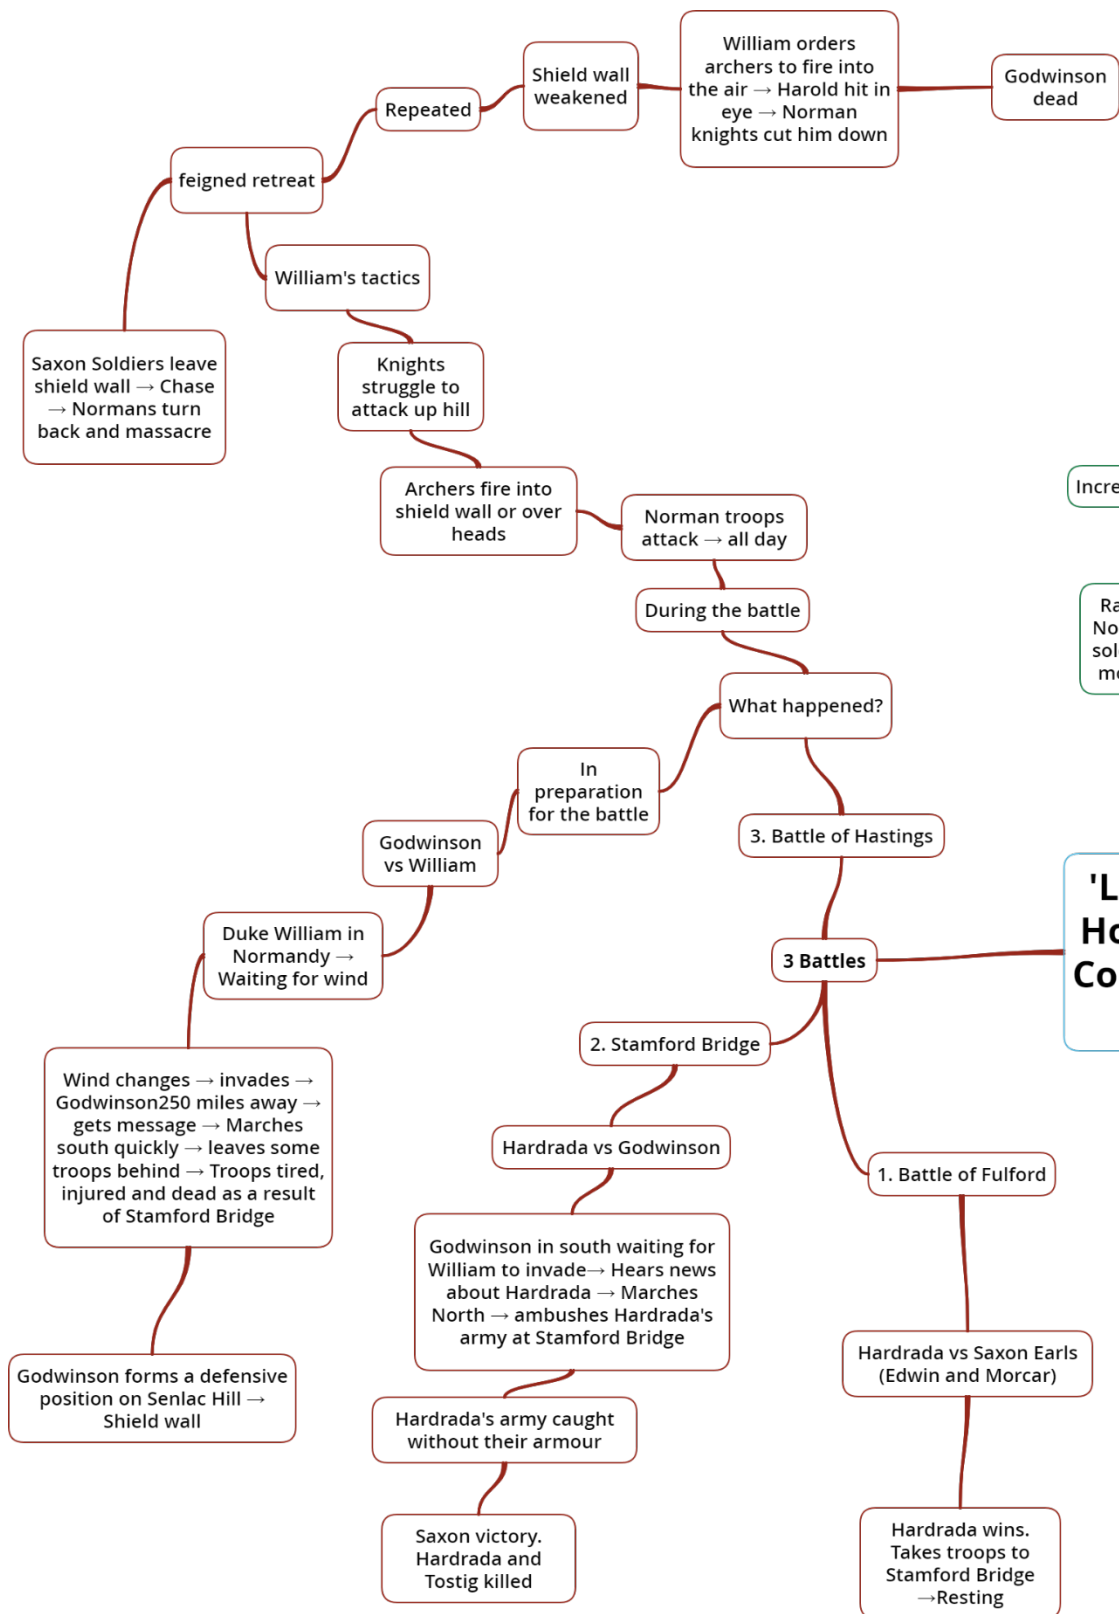 William orders
archers to fire into
the air → Harold hit in
eye → Norman
knights cut him down
Godwinson
dead
Shield wall
weakened
Repeated
feigned retreat
William's tactics
Saxon Soldiers leave
shield wall → Chase
→ Normans turn
back and massacre
Knights
struggle to
attack up hill
Archers fire into
shield wall or over
heads
Norman troops
attack → all day
During the battle
What happened?
In
preparation
for the battle
3. Battle of Hastings
Godwinson
vs William
Duke William in
Normandy →
Waiting for wind
3 Battles
2. Stamford Bridge
Wind changes → invades →
Godwinson250 miles away →
gets message → Marches
south quickly → leaves some
troops behind → Troops tired,
injured and dead as a result
of Stamford Bridge
Hardrada vs Godwinson
1. Battle of Fulford
Godwinson in south waiting for
William to invade→ Hears news
about Hardrada → Marches
North → ambushes Hardrada's
army at Stamford Bridge
Godwinson forms a defensive
position on Senlac Hill →
Shield wall
Hardrada vs Saxon Earls
(Edwin and Morcar)
Hardrada's army caught
without their armour
Saxon victory.
Hardrada and
Tostig killed
Hardrada wins.
Takes troops to
Stamford Bridge
→Resting